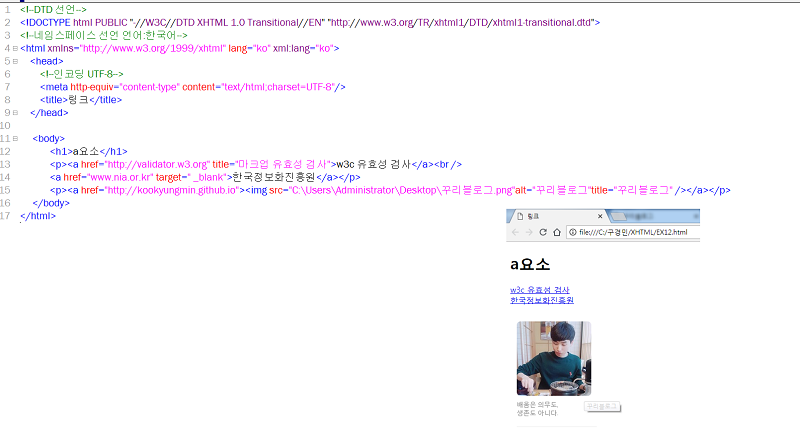 1 <!--DTD 선언-->
2 <!DOCTYPE html PUBLIC "-//W3C//DTD XHTML 1.0 Transitional//EN" "http://www.w3.org/TR/xhtml1/DTD/xhtml1-transitional.dtd">
3 <!--네임스페이스 선언 언어:한국어-->
4 <html xmlns="http://www.w3.org/1999/xhtml" lang="ko" xml:lang="ko">
5 <head>
6 <!--인코딩 UTF-8-->
7 <meta http-equiv="content-type" content="text/html;charset=UTF-8"/>
8 <title>링크</title>
9 </head>
10
11 <body>
12 <h1>a요소</h1>
13 <p><a href="http://validator.w3.org" title="마크업 유효성 검사">w3c 유효성 검사</a><br />
14 <a href="www.nia.or.kr" target="_blank">한국정보화진흥원</a></p>
15 <p><a href="http://kookyungmin.github.io"><img src="C:\Users\Administrator\Desktop\꾸리블로그.png"alt="꾸리블로그"title="꾸리블로그" /></a></p>
16 </body>
17 </html>
링크
file:///C:/구경민/XHTML/EX12.html
a요소
w3c 유효성 검사
한국정보화진흥원
배움은 의무도,
생존도 아니다.
꾸리블로그